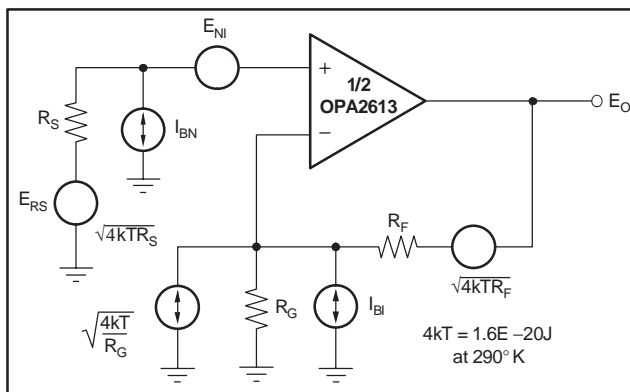 E_NI
1/2
OPA2613
+
−
E_O
R_S
I_BN
E_RS
√4kTR_S
R_F
√4kTR_F
√4kT/R_G
R_G
I_BI
4kT = 1.6E –20J
at 290° K